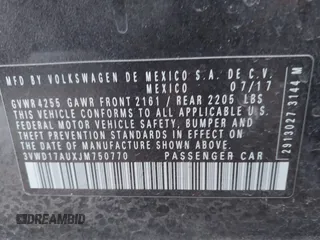 MFD BY VOLKSWAGEN DE MEXICO S.A. DE C.V.
MEXICO 07/17
GVWR4255 GAWR FRONT 2161 / REAR 2205 LBS
THIS VEHICLE CONFORMS TO ALL APPLICABLE U.S.
FEDERAL MOTOR VEHICLE SAFETY, BUMPER AND
THEFT PREVENTION STANDARDS IN EFFECT ON
THE DATE OF MANUFACTURE SHOWN ABOVE
3VWD17AUXJM750770 PASSENGER CAR
2913027 3140 M
© DREAMBID